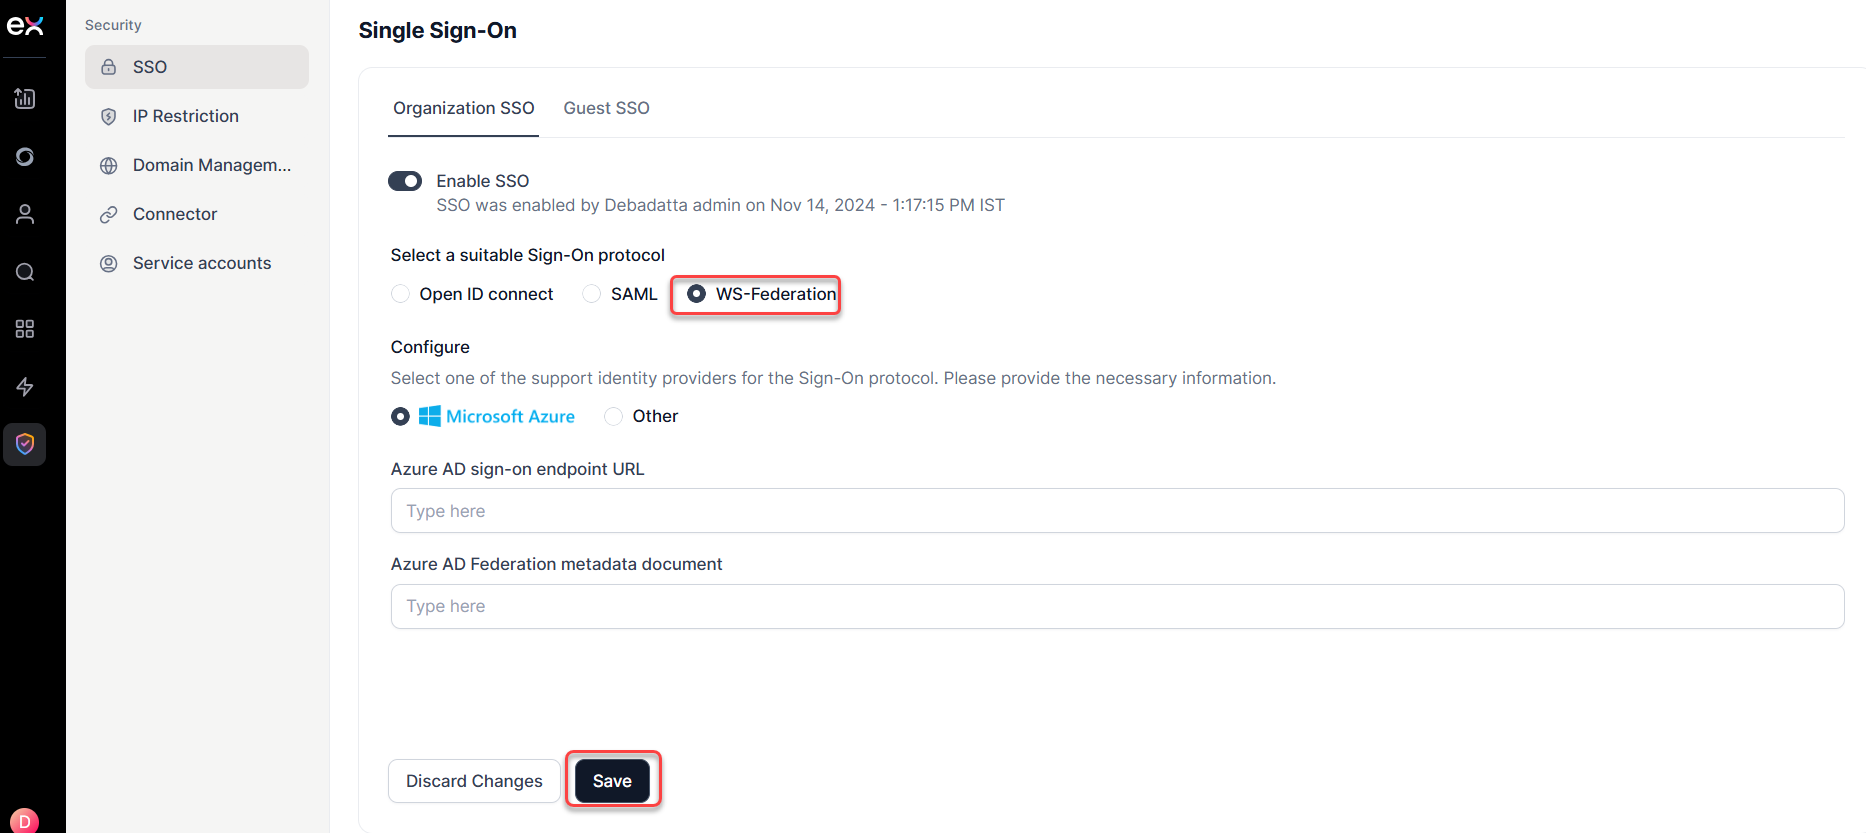 ex
Security
SSO
IP Restriction
Domain Managem...
Connector
Service accounts
D
Single Sign-On
Organization SSO Guest SSO
Enable SSO
SSO was enabled by Debadatta admin on Nov 14, 2024 - 1:17:15 PM IST
Select a suitable Sign-On protocol
Open ID connect SAML WS-Federation
Configure
Select one of the support identity providers for the Sign-On protocol. Please provide the necessary information.
Microsoft Azure Other
Azure AD sign-on endpoint URL
Type here
Azure AD Federation metadata document
Type here
Discard Changes Save